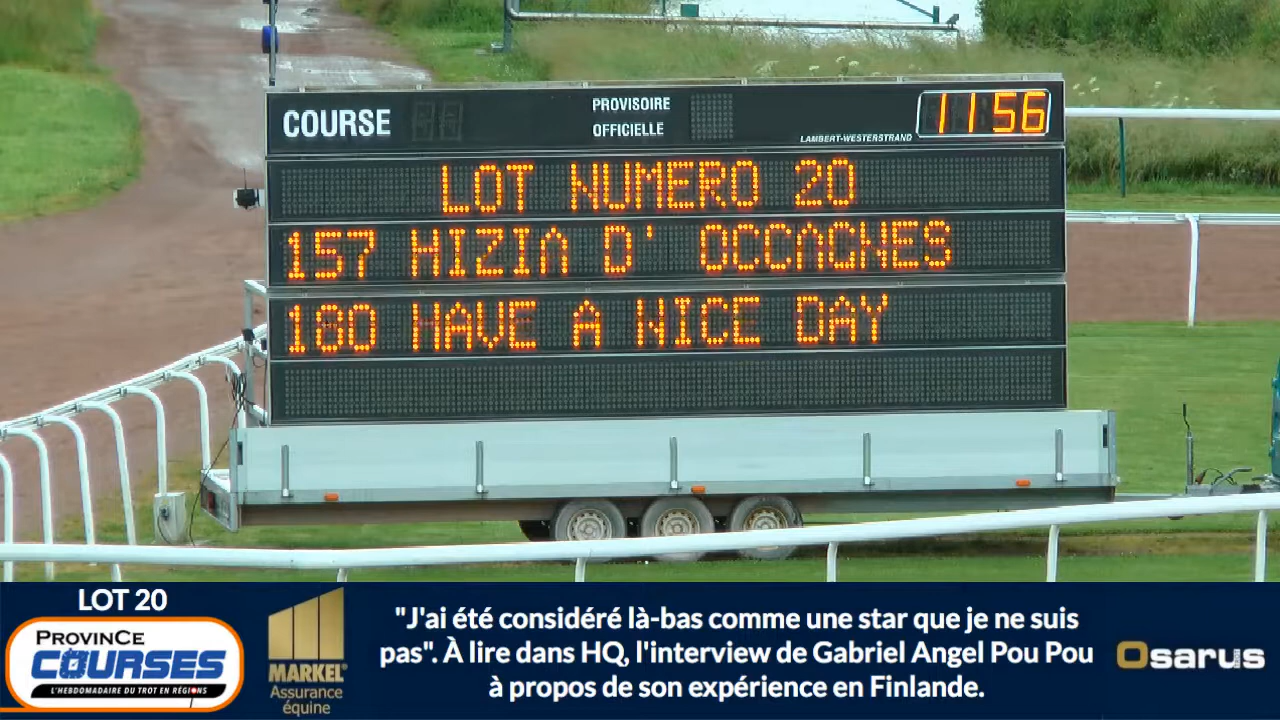 COURSE
PROVISOIRE
OFFICIELLE
LAMBERT-WESTERSTRAND
11 56
LOT NUMERO 20
157 HIZIA D' OCCAGNES
180 HAVE A NICE DAY
LOT 20
PROVINCE
COURSES
L'HEBDOMADAIRE DU TROT EN RÉGIONS
MARKEL
Assurance
équine
"J'ai été considéré là-bas comme une star que je ne suis
pas". À lire dans HQ, l'interview de Gabriel Angel Pou Pou
à propos de son expérience en Finlande.
Osarus